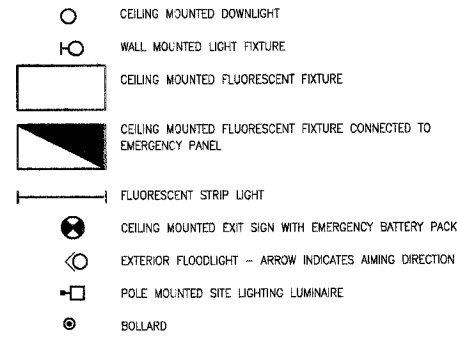 CEILING MOUNTED DOWNLIGHT
WALL MOUNTED LIGHT FIXTURE
CEILING MOUNTED FLUORESCENT FIXTURE
CEILING MOUNTED FLUORESCENT FIXTURE CONNECTED TO
EMERGENCY PANEL
FLUORESCENT STRIP LIGHT
CEILING MOUNTED EXIT SIGN WITH EMERGENCY BATTERY PACK
EXTERIOR FLOODLIGHT – ARROW INDICATES AIMING DIRECTION
POLE MOUNTED SITE LIGHTING LUMINAIRE
BOLLARD